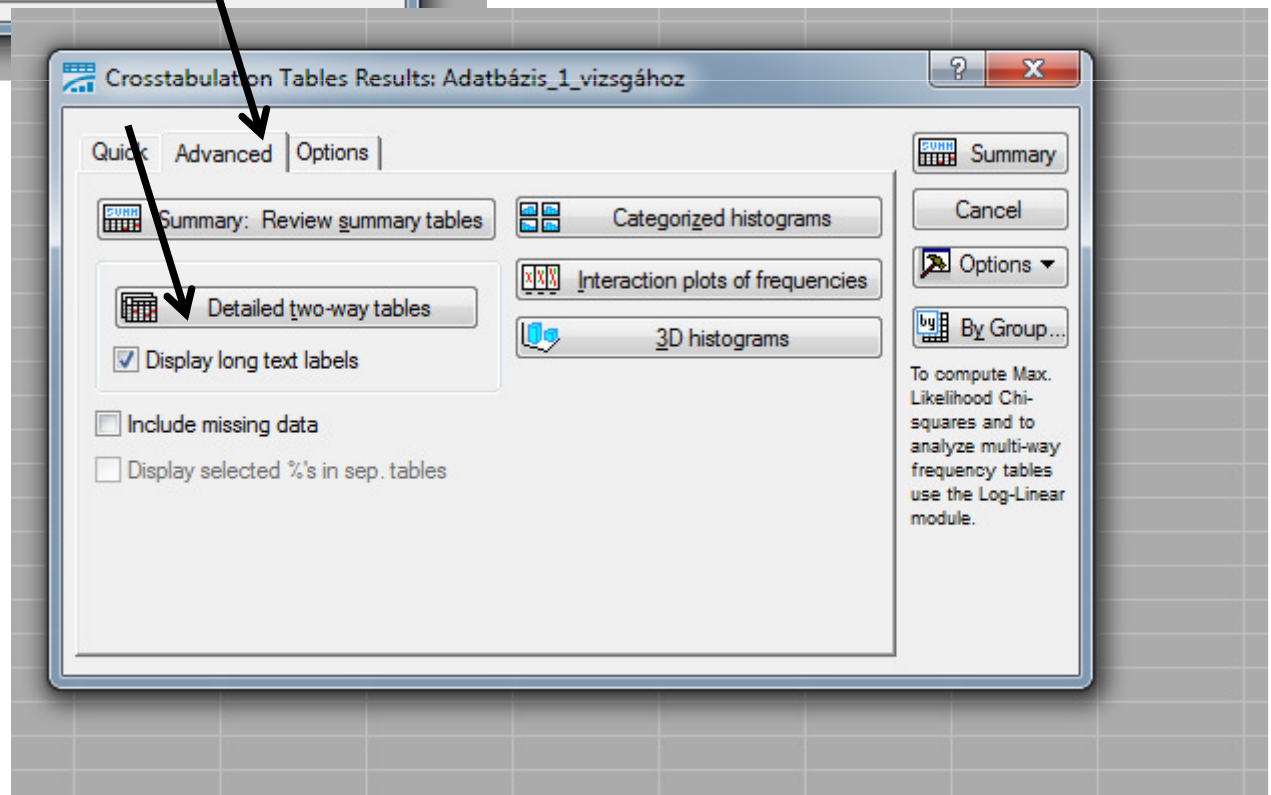 Crosstabulation Tables Results: Adatbázis_1_vizsgához
Quick Advanced Options
Summary: Review summary tables
Detailed two-way tables
Display long text labels
Include missing data
Display selected %'s in sep. tables
Categorized histograms
Interaction plots of frequencies
3D histograms
Summary
Cancel
Options
By Group...
To compute Max.
Likelihood Chi-
squares and to
analyze multi-way
frequency tables
use the Log-Linear
module.